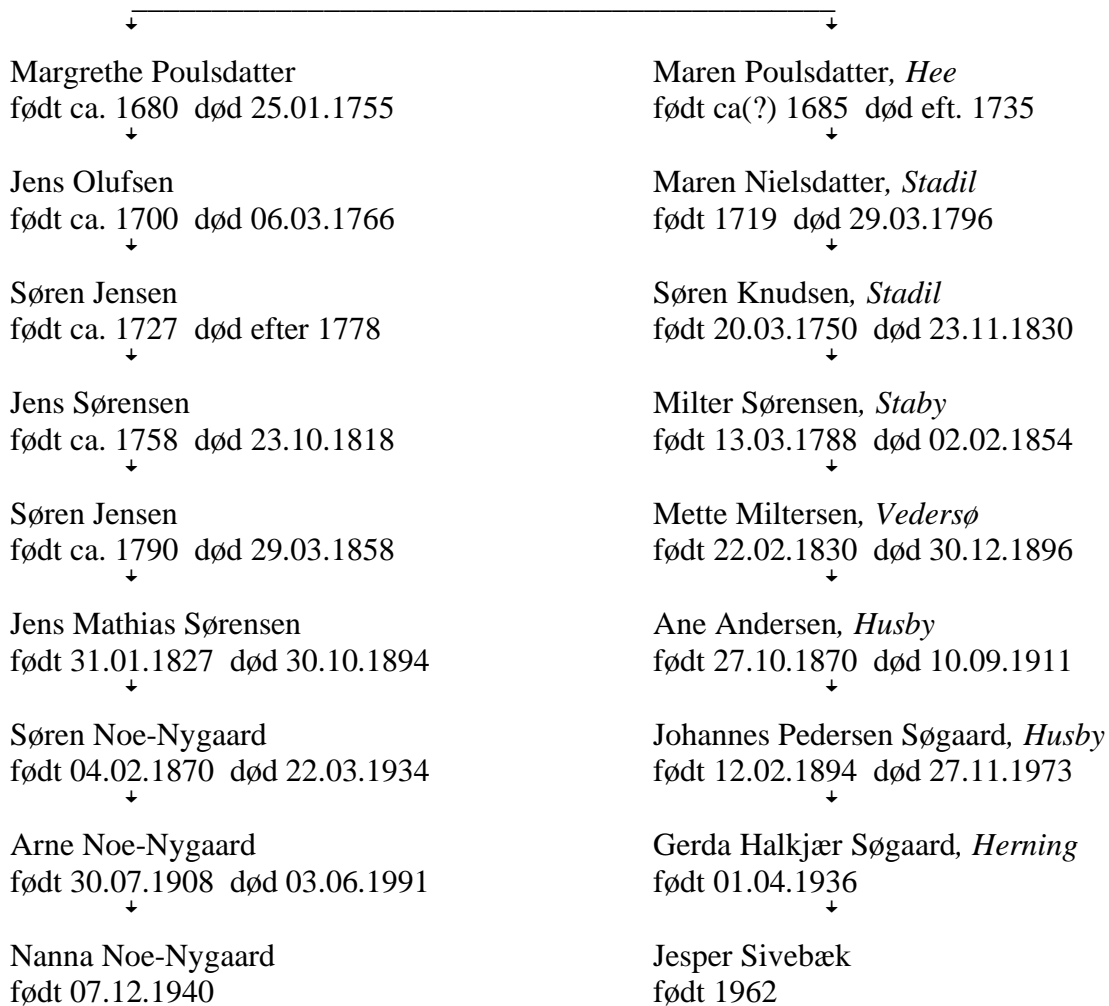 Margrethe Poulsdatter
født ca. 1680 død 25.01.1755
Jens Olufsen
født ca. 1700 død 06.03.1766
Søren Jensen
født ca. 1727 død efter 1778
Jens Sørensen
født ca. 1758 død 23.10.1818
Søren Jensen
født ca. 1790 død 29.03.1858
Jens Mathias Sørensen
født 31.01.1827 død 30.10.1894
Søren Noe-Nygaard
født 04.02.1870 død 22.03.1934
Arne Noe-Nygaard
født 30.07.1908 død 03.06.1991
Nanna Noe-Nygaard
født 07.12.1940
Maren Poulsdatter, Hee
født ca(?) 1685 død eft. 1735
Maren Nielsdatter, Stadil
født 1719 død 29.03.1796
Søren Knudsen, Stadil
født 20.03.1750 død 23.11.1830
Milter Sørensen, Staby
født 13.03.1788 død 02.02.1854
Mette Miltersen, Vedersø
født 22.02.1830 død 30.12.1896
Ane Andersen, Husby
født 27.10.1870 død 10.09.1911
Johannes Pedersen Søgaard, Husby
født 12.02.1894 død 27.11.1973
Gerda Halkjær Søgaard, Herning
født 01.04.1936
Jesper Sivebæk
født 1962